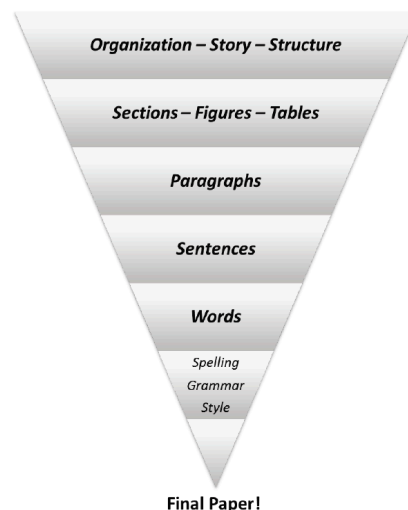 Organization – Story – Structure
Sections – Figures – Tables
Paragraphs
Sentences
Words
Spelling
Grammar
Style
Final Paper!